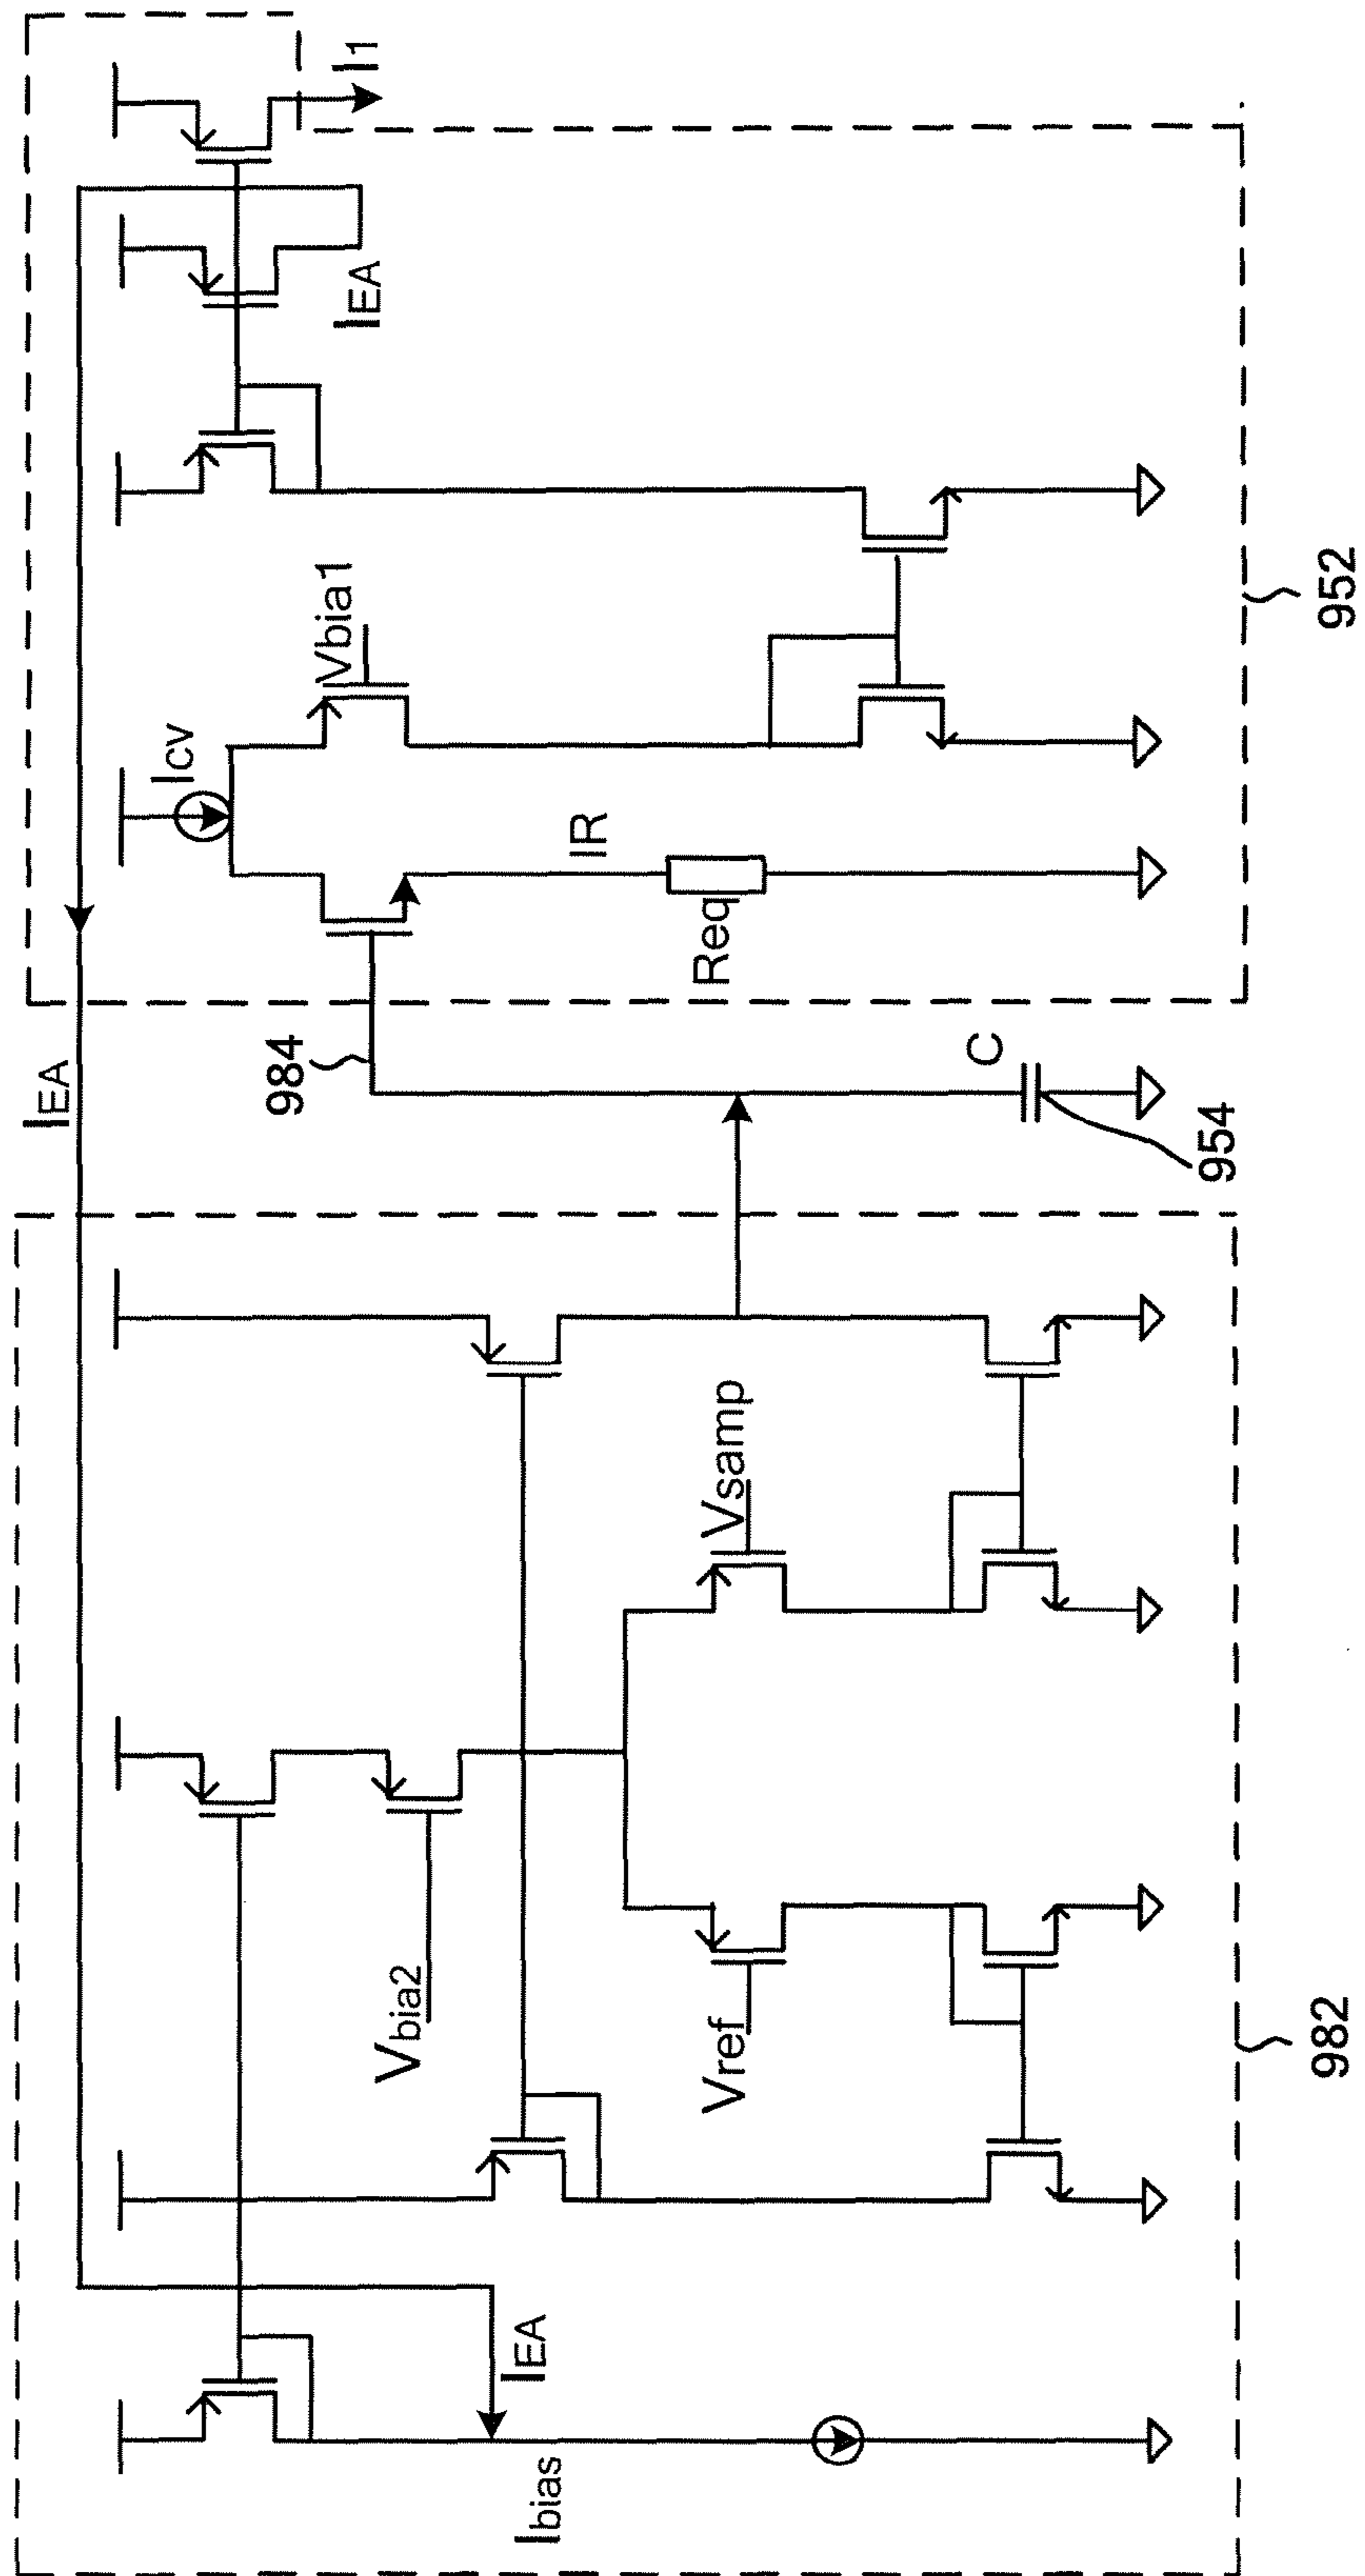 IEA
Ibias
IEA
Vbia2
Vref
Vsamp
982
984
C
954
Icv
Vbia1
IR
Req
IEA
I1
952